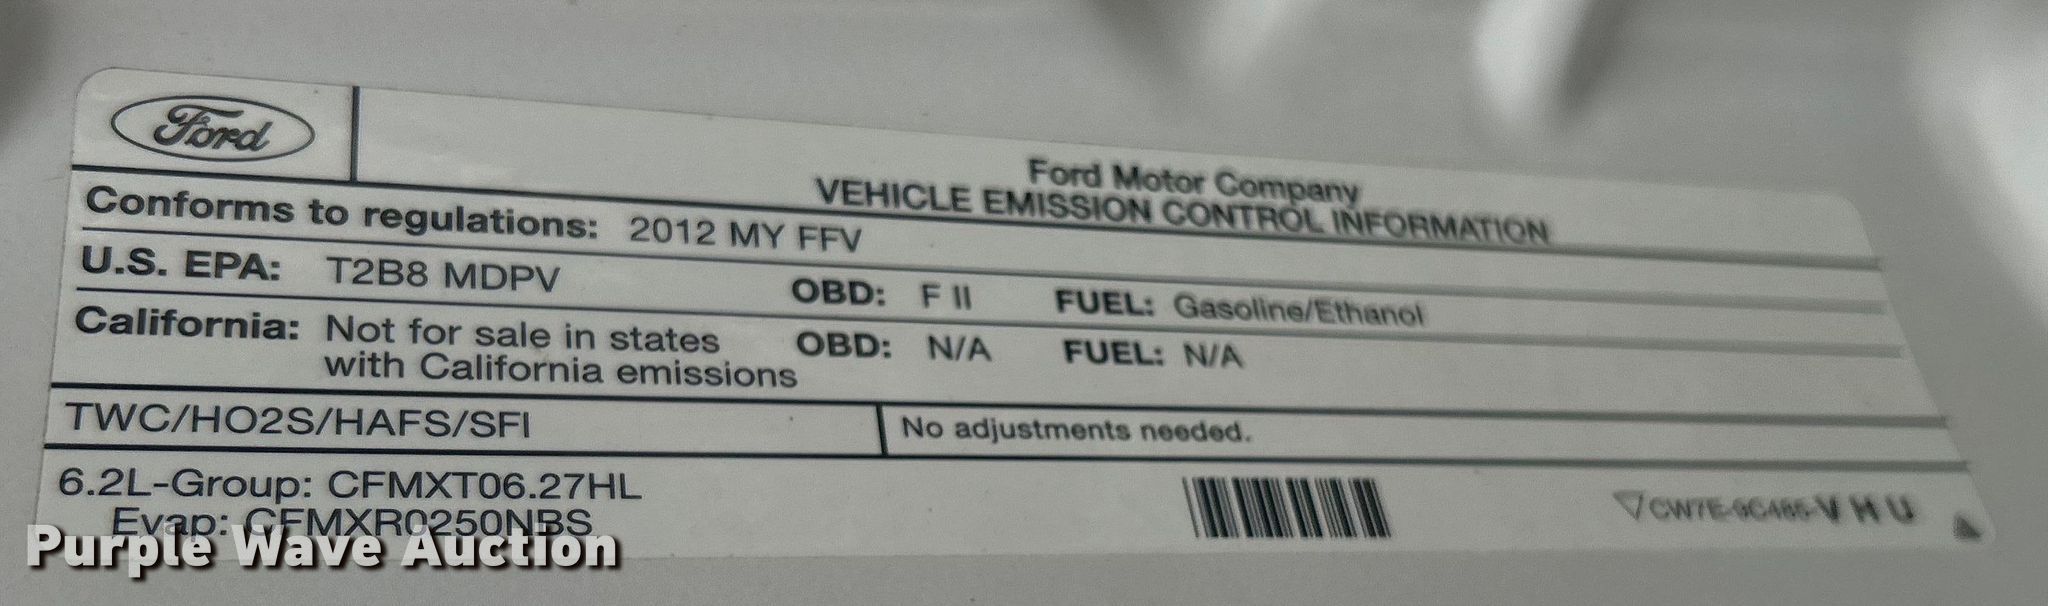 Ford
Ford Motor Company
VEHICLE EMISSION CONTROL INFORMATION
Conforms to regulations: 2012 MY FFV
U.S. EPA: T2B8 MDPV OBD: F II FUEL: Gasoline/Ethanol
California: Not for sale in states with California emissions OBD: N/A FUEL: N/A
TWC/HO2S/HAFS/SFI No adjustments needed.
6.2L-Group: CFMXT06.27HL
Evap: CFMXR0250NBS
CW7E-9C485-V H U
Purple Wave Auction